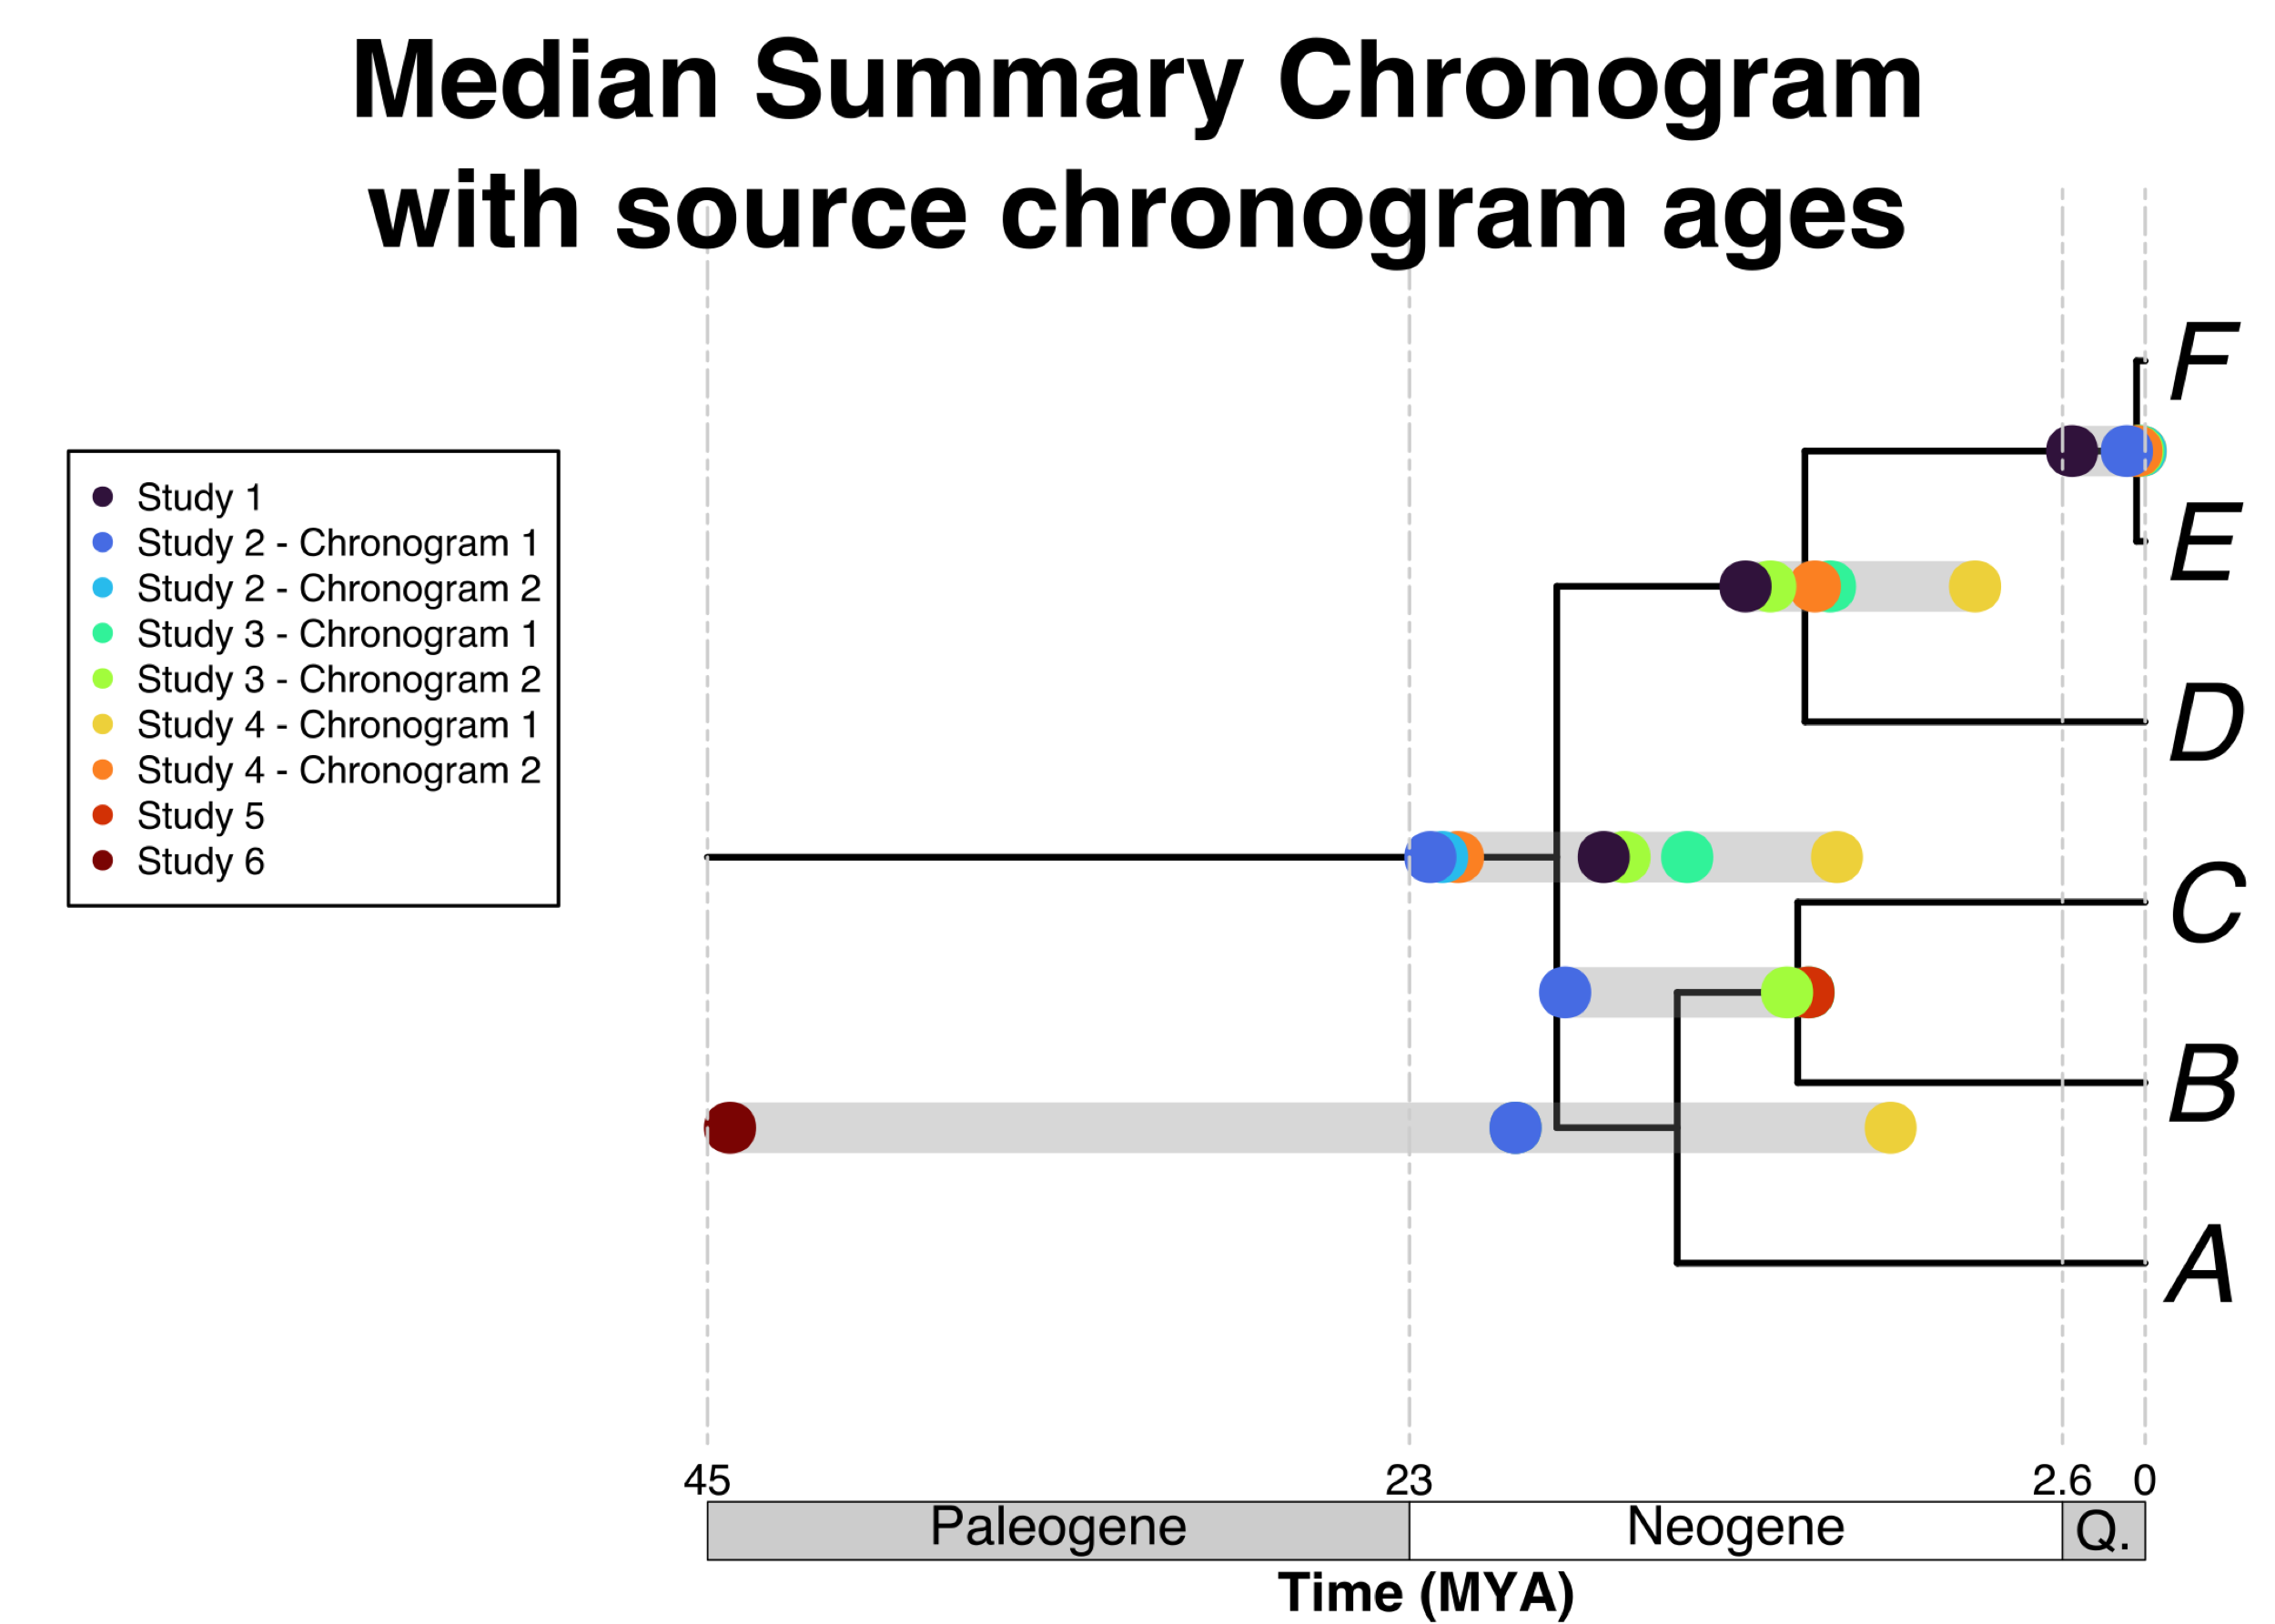 Median Summary Chronogram
with source chronogram ages
Study 1
Study 2 - Chronogram 1
Study 2 - Chronogram 2
Study 3 - Chronogram 1
Study 3 - Chronogram 2
Study 4 - Chronogram 1
Study 4 - Chronogram 2
Study 5
Study 6
F
E
D
C
B
A
45 23 2.6 0
Paleogene Neogene Q.
Time (MYA)